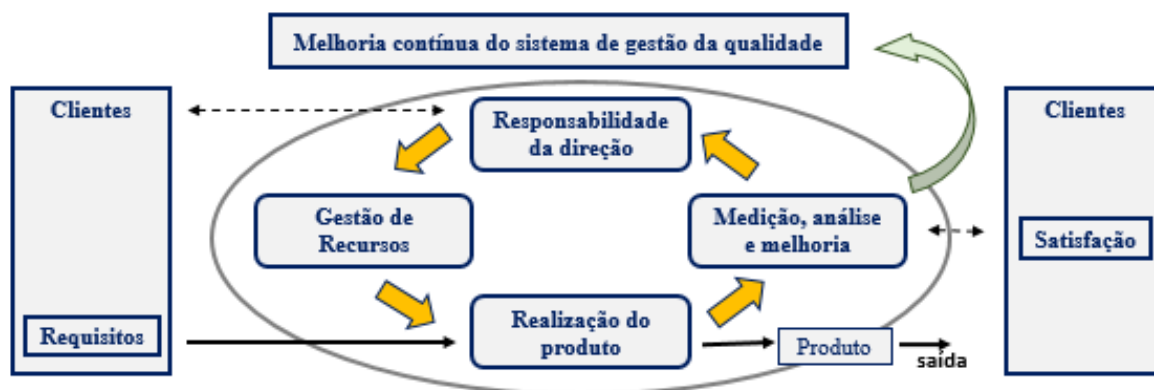 Melhoria contínua do sistema de gestão da qualidade
Clientes
Responsabilidade
da direção
Clientes
Gestão de
Recursos
Medição, análise
e melhoria
Satisfação
Requisitos
Realização do
produto
Produto
saída